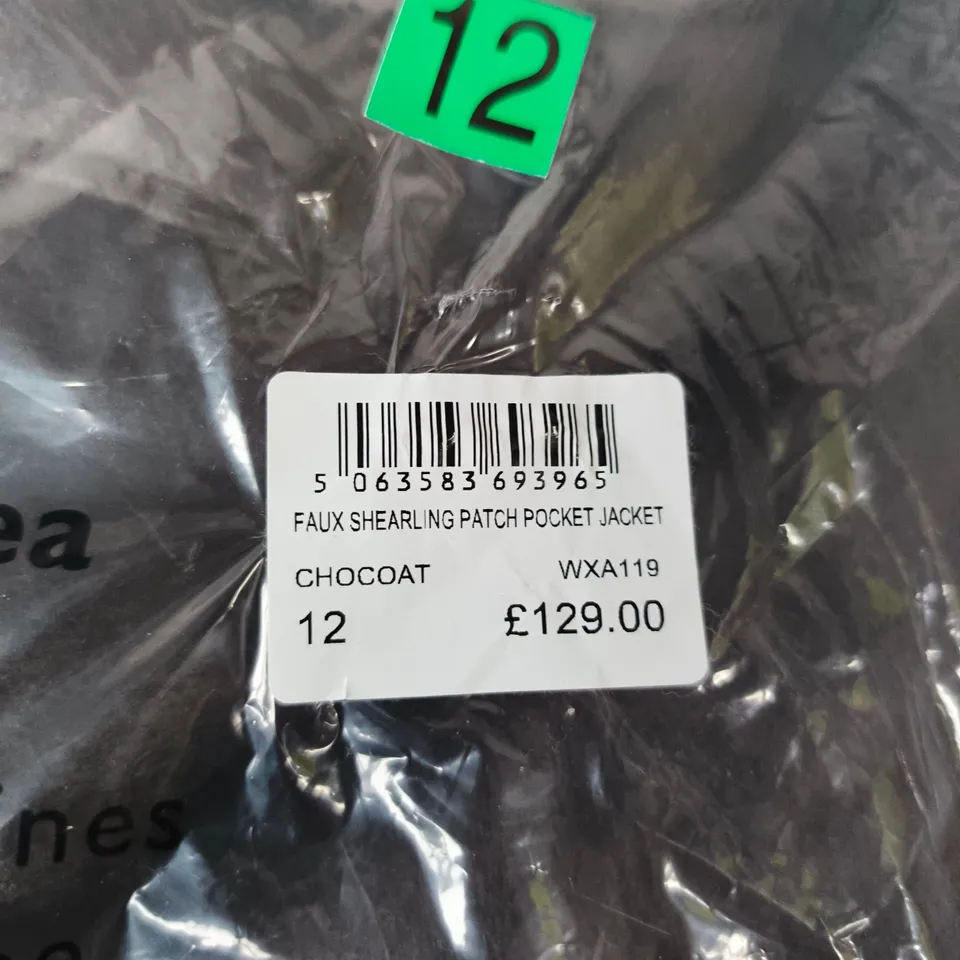 12
5 063583 693965
FAUX SHEARLING PATCH POCKET JACKET
CHOCOAT WXA119
12 £129.00
ea
nes